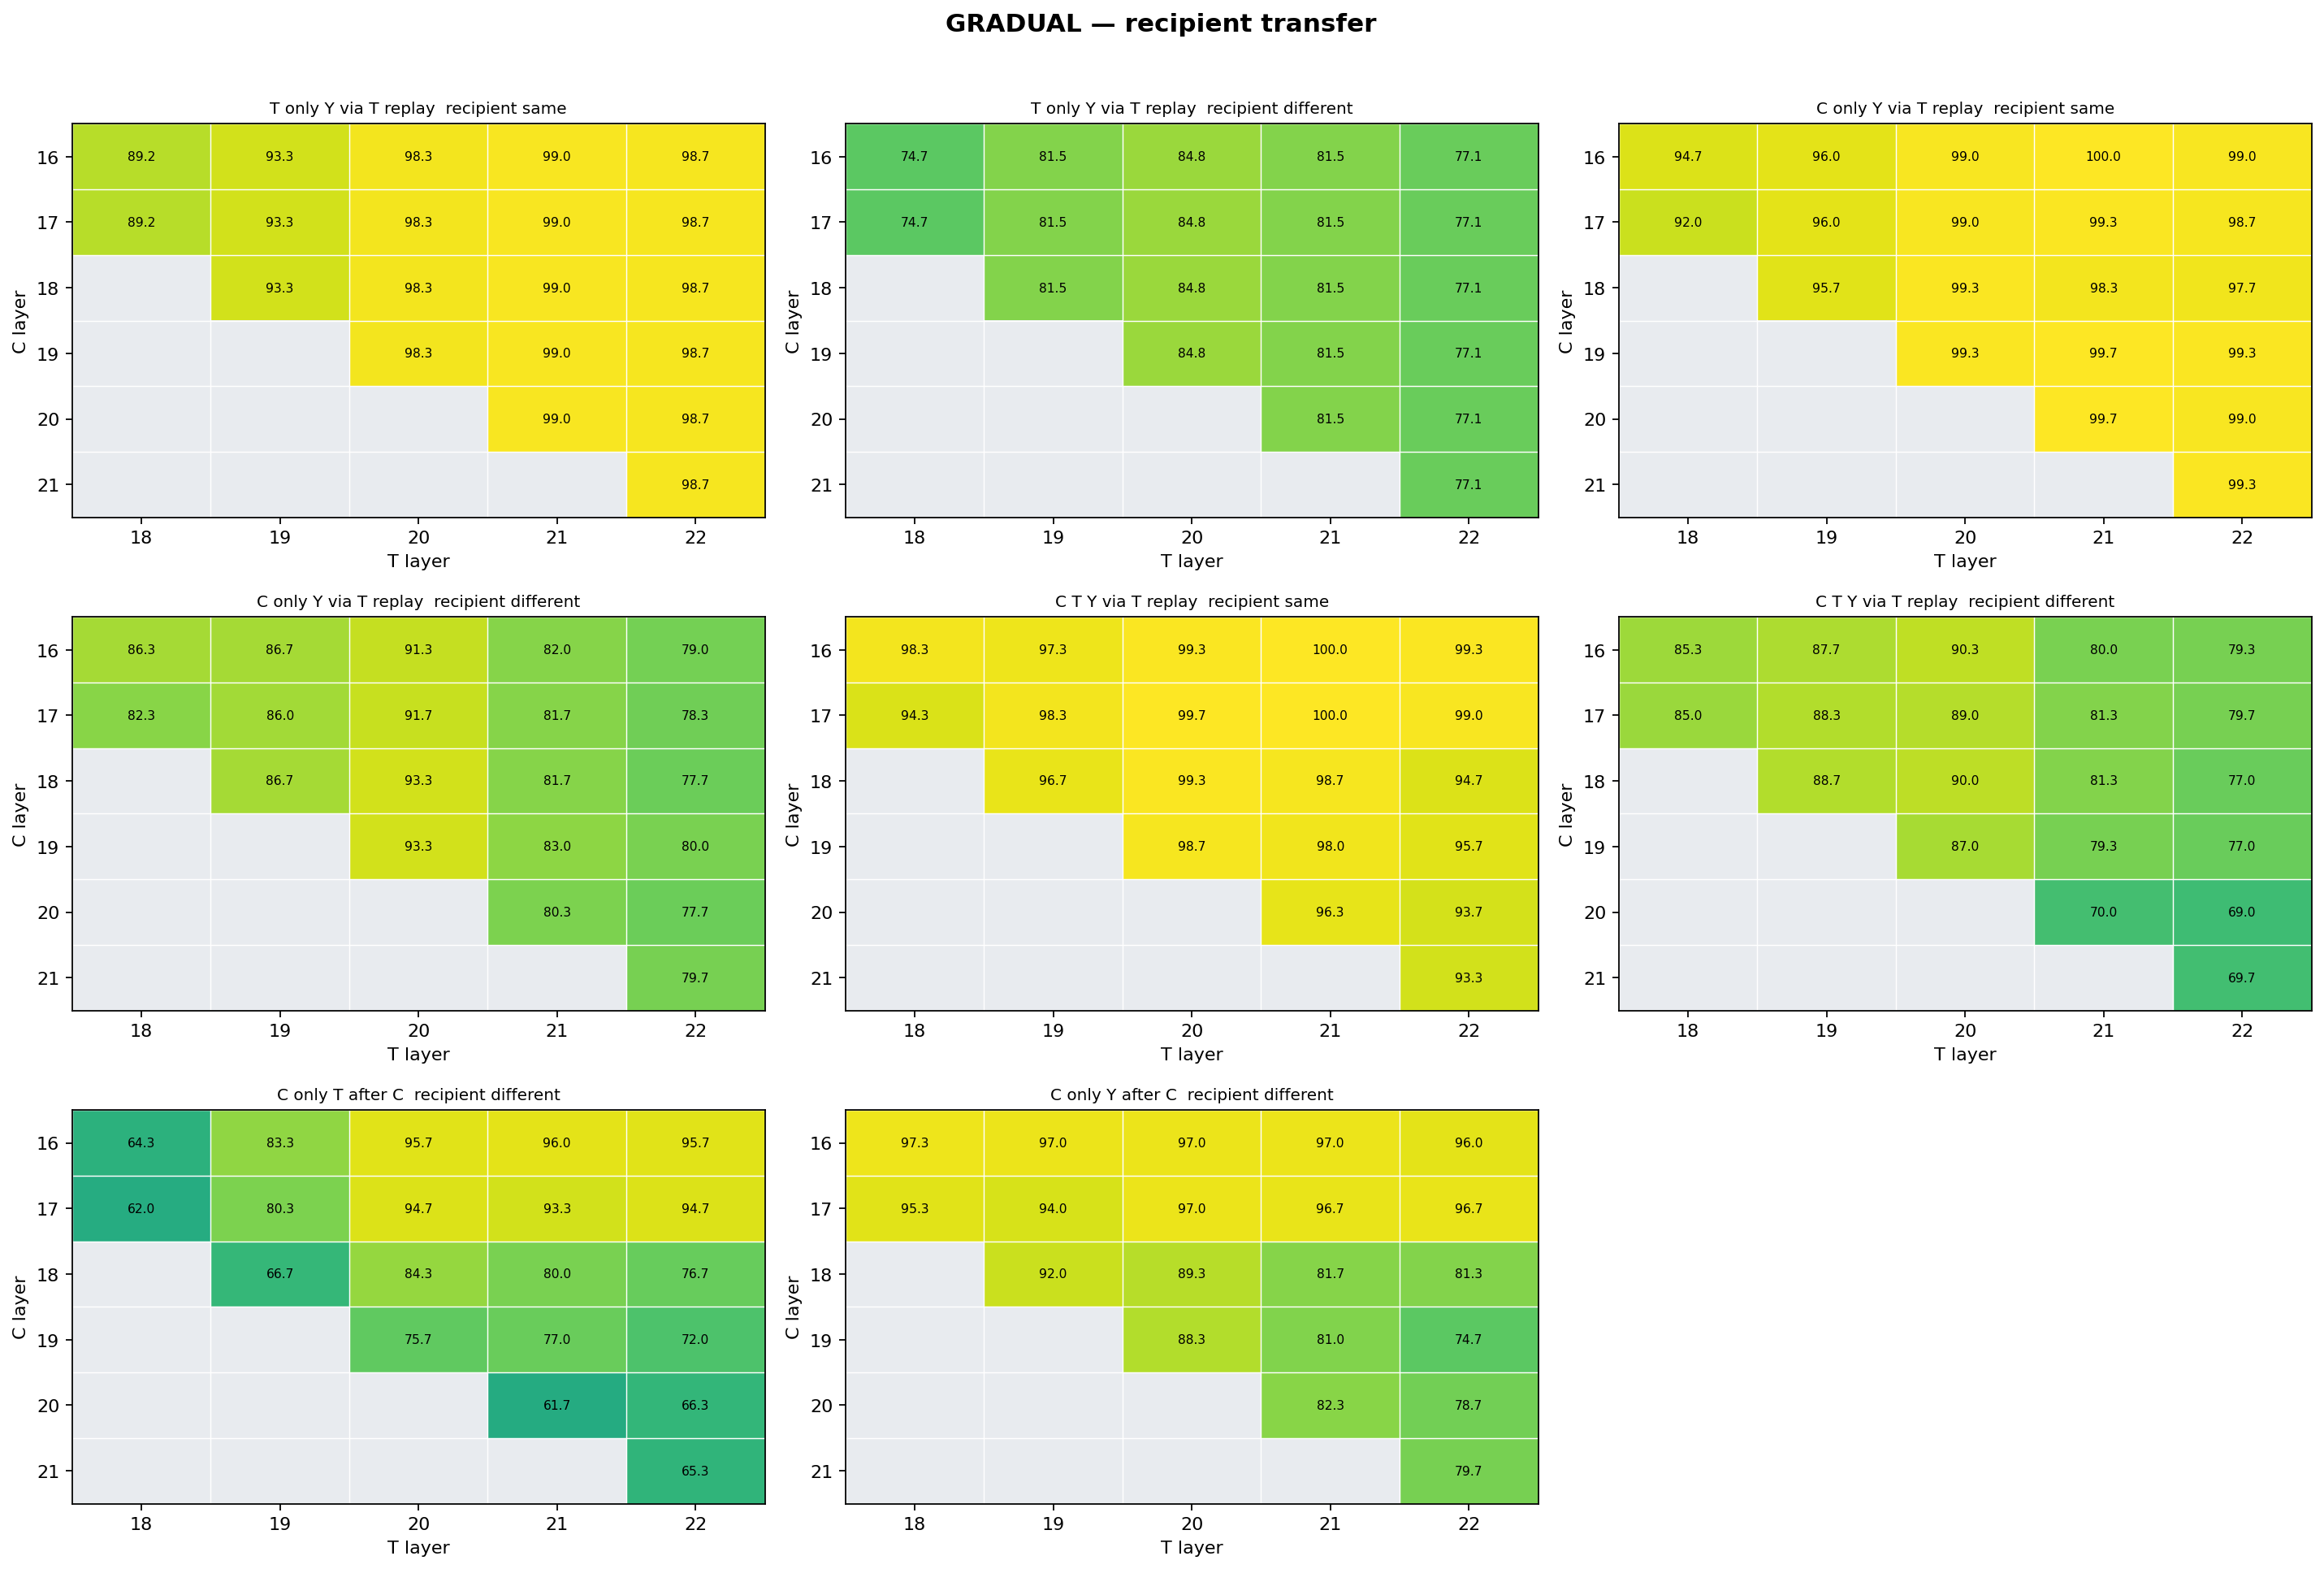 GRADUAL — recipient transfer
T only Y via T replay  recipient same
16 89.2 93.3 98.3 99.0 98.7
17 89.2 93.3 98.3 99.0 98.7
18 93.3 98.3 99.0 98.7
19 98.3 99.0 98.7
20 99.0 98.7
21 98.7
C layer
18 19 20 21 22
T layer
T only Y via T replay  recipient different
16 74.7 81.5 84.8 81.5 77.1
17 74.7 81.5 84.8 81.5 77.1
18 81.5 84.8 81.5 77.1
19 84.8 81.5 77.1
20 81.5 77.1
21 77.1
C layer
18 19 20 21 22
T layer
C only Y via T replay  recipient same
16 94.7 96.0 99.0 100.0 99.0
17 92.0 96.0 99.0 99.3 98.7
18 95.7 99.3 98.3 97.7
19 99.3 99.7 99.3
20 99.7 99.0
21 99.3
C layer
18 19 20 21 22
T layer
C only Y via T replay  recipient different
16 86.3 86.7 91.3 82.0 79.0
17 82.3 86.0 91.7 81.7 78.3
18 86.7 93.3 81.7 77.7
19 93.3 83.0 80.0
20 80.3 77.7
21 79.7
C layer
18 19 20 21 22
T layer
C T Y via T replay  recipient same
16 98.3 97.3 99.3 100.0 99.3
17 94.3 98.3 99.7 100.0 99.0
18 96.7 99.3 98.7 94.7
19 98.7 98.0 95.7
20 96.3 93.7
21 93.3
C layer
18 19 20 21 22
T layer
C T Y via T replay  recipient different
16 85.3 87.7 90.3 80.0 79.3
17 85.0 88.3 89.0 81.3 79.7
18 88.7 90.0 81.3 77.0
19 87.0 79.3 77.0
20 70.0 69.0
21 69.7
C layer
18 19 20 21 22
T layer
C only T after C  recipient different
16 64.3 83.3 95.7 96.0 95.7
17 62.0 80.3 94.7 93.3 94.7
18 66.7 84.3 80.0 76.7
19 75.7 77.0 72.0
20 61.7 66.3
21 65.3
C layer
18 19 20 21 22
T layer
C only Y after C  recipient different
16 97.3 97.0 97.0 97.0 96.0
17 95.3 94.0 97.0 96.7 96.7
18 92.0 89.3 81.7 81.3
19 88.3 81.0 74.7
20 82.3 78.7
21 79.7
C layer
18 19 20 21 22
T layer